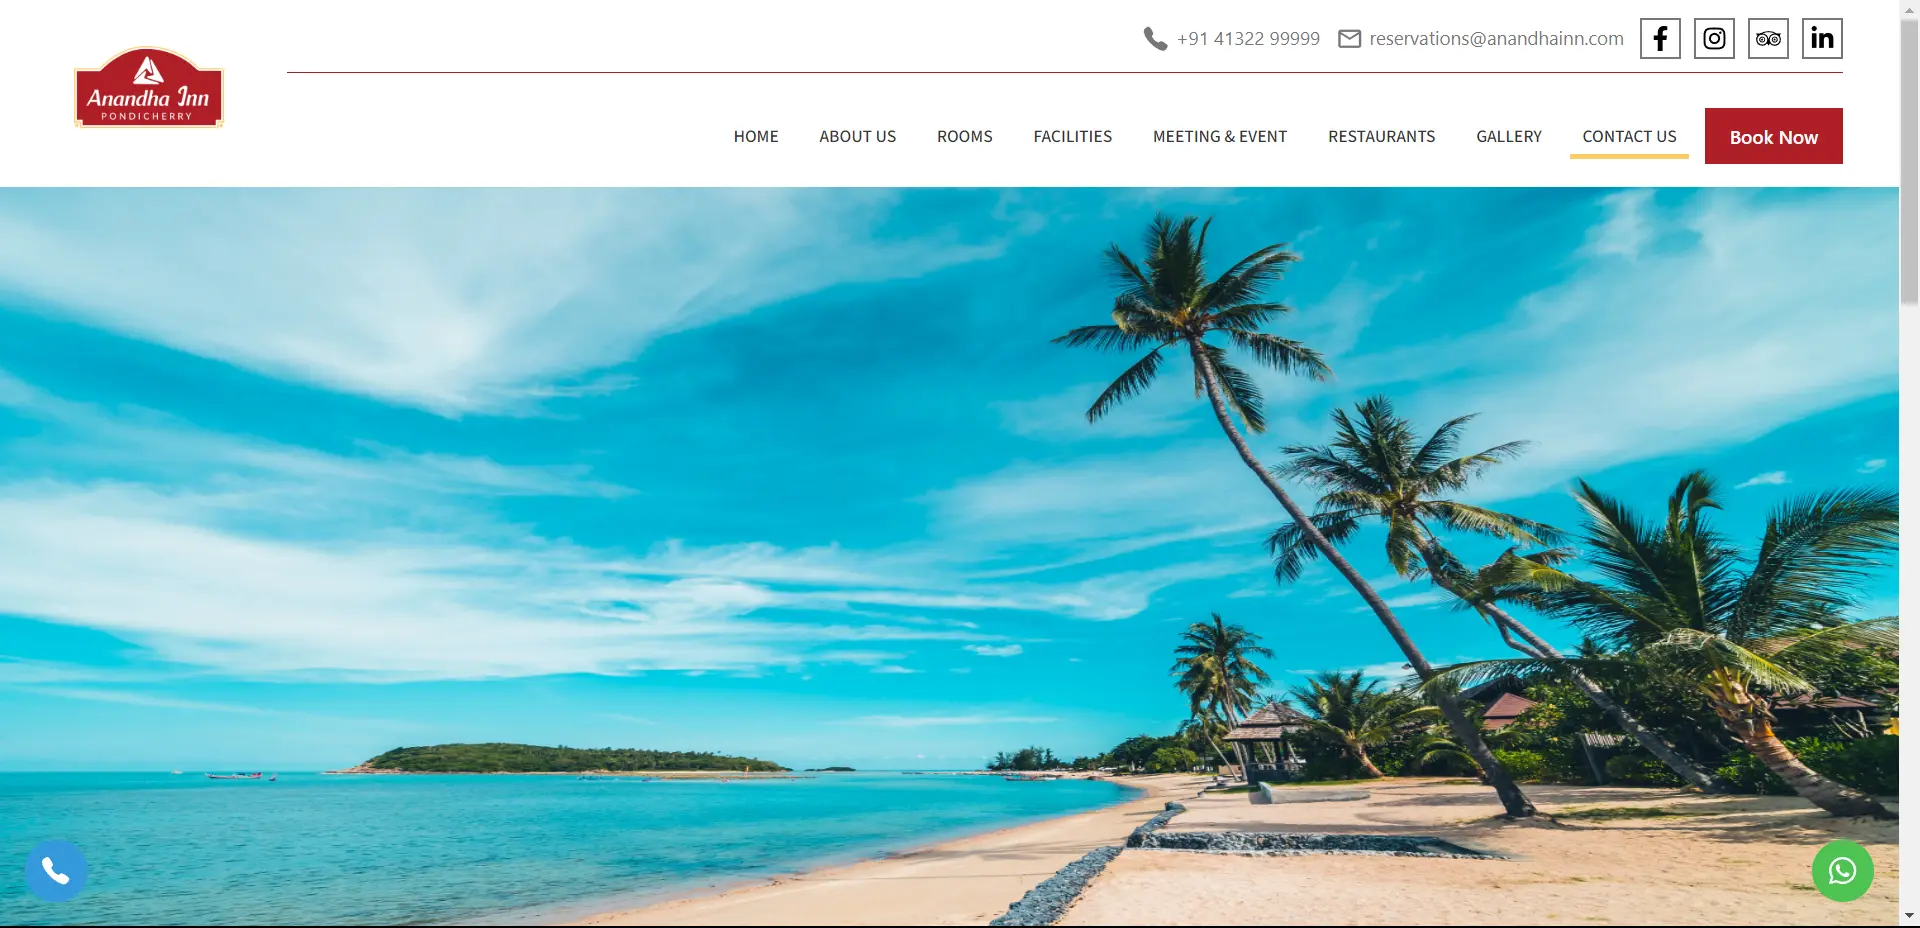 +91 41322 99999 reservations@anandhainn.com
Anandha Inn
PONDICHERRY
HOME ABOUT US ROOMS FACILITIES MEETING & EVENT RESTAURANTS GALLERY CONTACT US Book Now